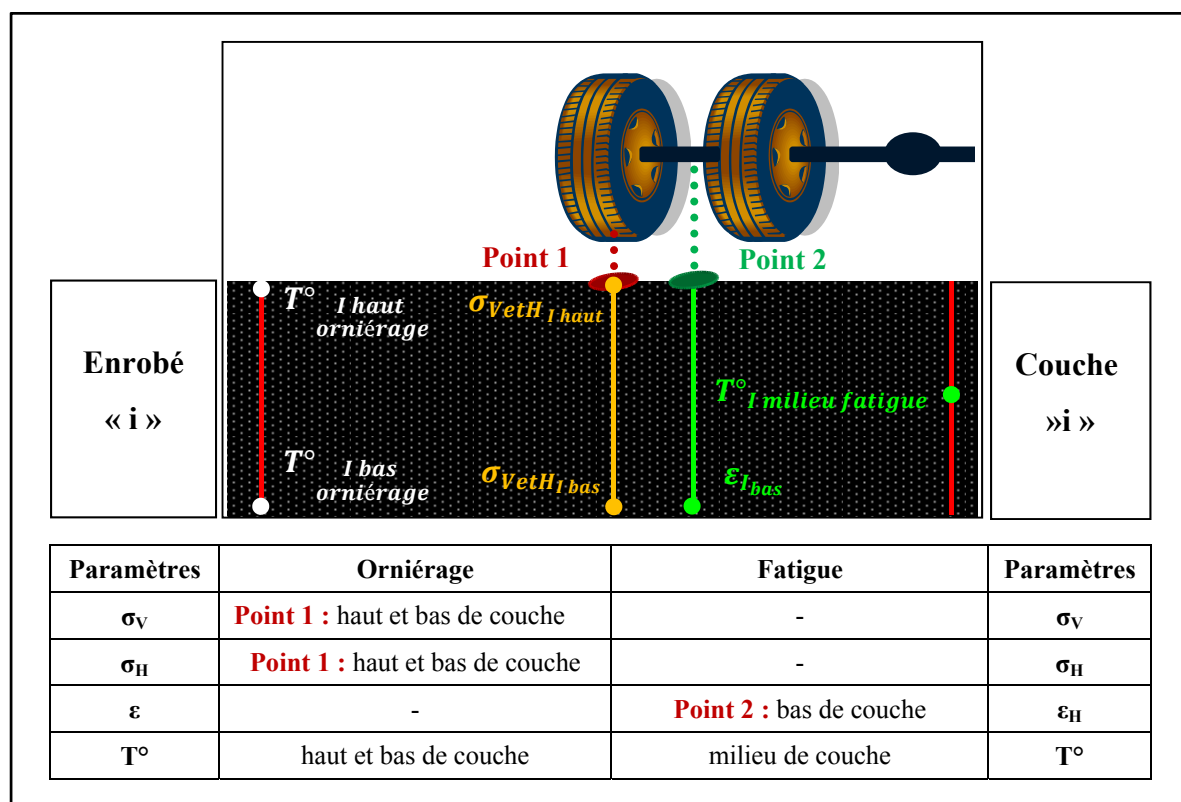 Point 1
Point 2
Enrobé
« i »
T° I haut
orniérage
σVetH I haut
T° I milieu fatigue
T° I bas
orniérage
σVetH I bas
εI bas
Couche
»i »
Paramètres Orniérage Fatigue Paramètres
σV Point 1 : haut et bas de couche - σV
σH Point 1 : haut et bas de couche - σH
ε - Point 2 : bas de couche εH
T° haut et bas de couche milieu de couche T°